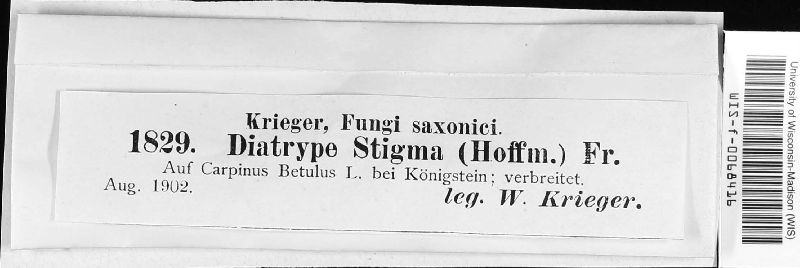 Krieger, Fungi saxonici.
1829. Diatrype Stigma (Hoffm.) Fr.
Auf Carpinus Betulus L. bei Königstein; verbreitet.
Aug. 1902.
leg. W. Krieger.
University of Wisconsin-Madison (WIS)
WIS-f-0068416